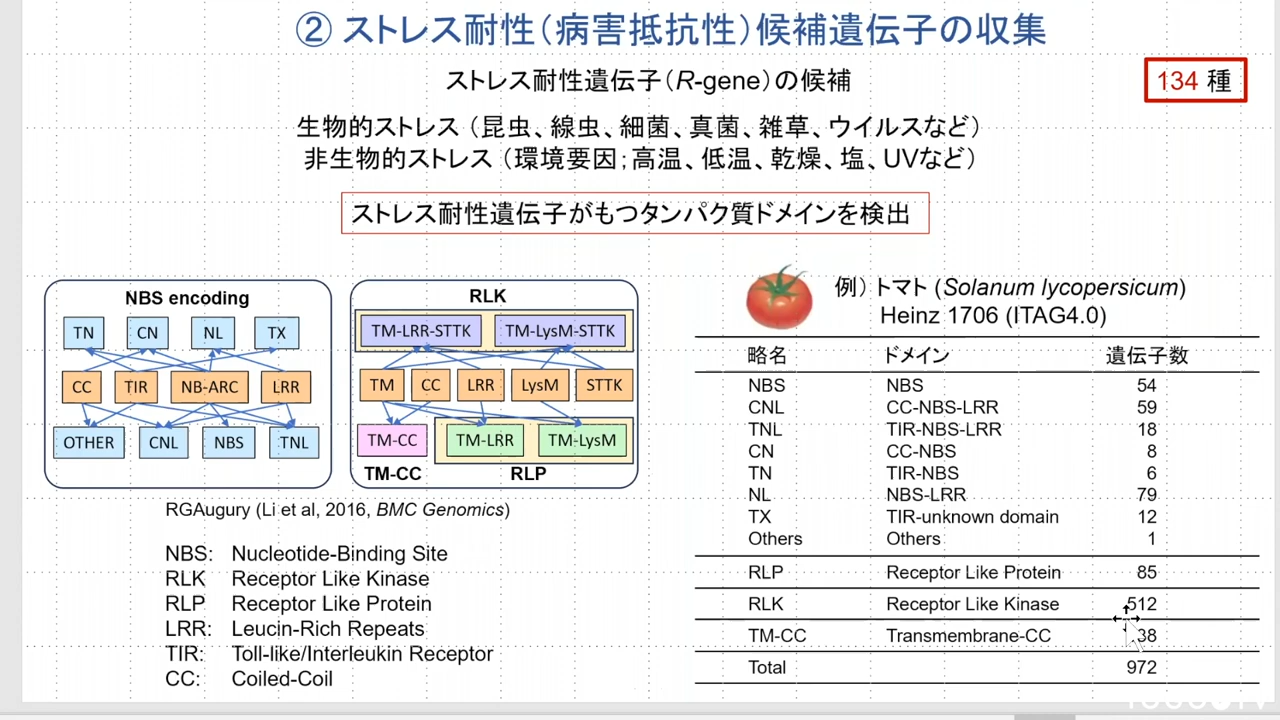 ② ストレス耐性（病害抵抗性）候補遺伝子の収集
ストレス耐性遺伝子（R-gene）の候補
134 種
生物的ストレス（昆虫、線虫、細菌、真菌、雑草、ウイルスなど）
非生物的ストレス（環境要因；高温、低温、乾燥、塩、UVなど）
ストレス耐性遺伝子がもつタンパク質ドメインを検出
NBS encoding
TN CN NL TX
CC TIR NB-ARC LRR
OTHER CNL NBS TNL
RLK
TM-LRR-STTK TM-LysM-STTK
TM CC LRR LysM STTK
TM-CC TM-LRR TM-LysM
TM-CC RLP
RGAugury (Li et al, 2016, BMC Genomics)
NBS: Nucleotide-Binding Site
RLK Receptor Like Kinase
RLP Receptor Like Protein
LRR: Leucin-Rich Repeats
TIR: Toll-like/Interleukin Receptor
CC: Coiled-Coil
例）トマト (Solanum lycopersicum)
Heinz 1706 (ITAG4.0)
略名 ドメイン 遺伝子数
NBS NBS 54
CNL CC-NBS-LRR 59
TNL TIR-NBS-LRR 18
CN CC-NBS 8
TN TIR-NBS 6
NL NBS-LRR 79
TX TIR-unknown domain 12
Others Others 1
RLP Receptor Like Protein 85
RLK Receptor Like Kinase 512
TM-CC Transmembrane-CC 38
Total 972